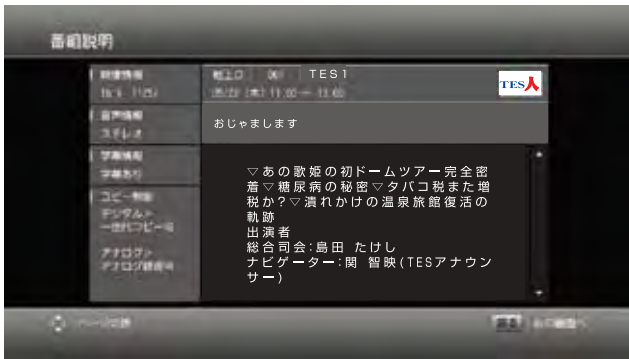 番組説明
映像情報
地上D 061 TES1
TES人
音声情報
ステレオ
おじゃまします
字幕情報
字幕あり
▽あの歌姫の初ドームツアー完全密
着▽糖尿病の秘密▽タバコ税また増
税か?▽潰れかけの温泉旅館復活の
軌跡
出演者
総合司会:島田 たけし
ナビゲーター:関 智映(TESアナウン
サー)
デジタル>
アナログ>
戻る